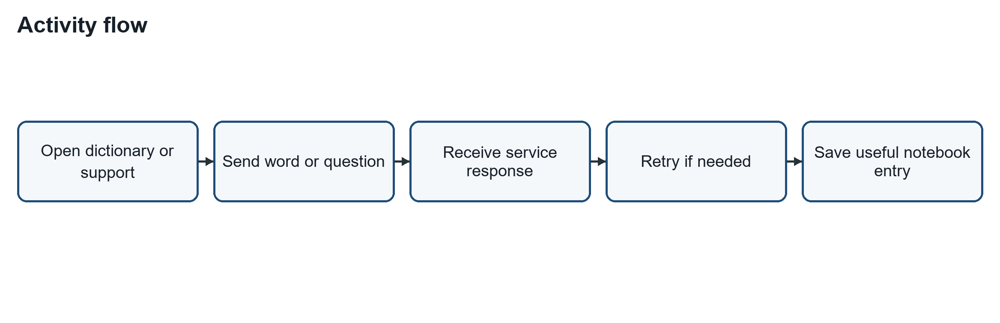 Activity flow
Open dictionary or
support
Send word or question
Receive service
response
Retry if needed
Save useful notebook
entry